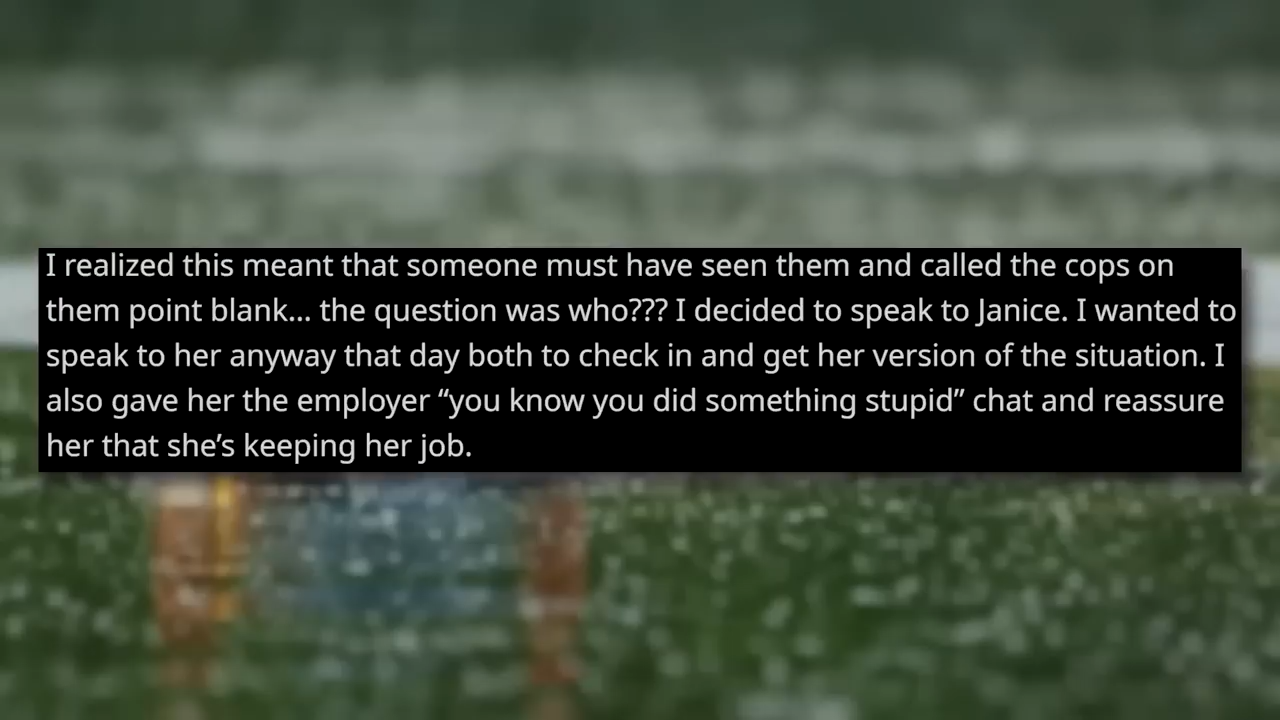 I realized this meant that someone must have seen them and called the cops on
them point blank... the question was who??? I decided to speak to Janice. I wanted to
speak to her anyway that day both to check in and get her version of the situation. I
also gave her the employer “you know you did something stupid” chat and reassure
her that she’s keeping her job.